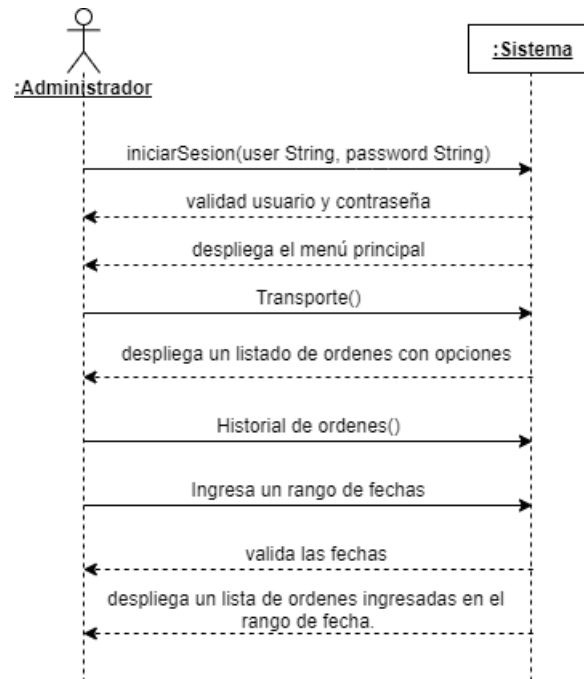 :Administrador
:Sistema
iniciarSesion(user String, password String)
validad usuario y contraseña
despliega el menú principal
Transporte()
despliega un listado de ordenes con opciones
Historial de ordenes()
Ingresa un rango de fechas
valida las fechas
despliega un lista de ordenes ingresadas en el
rango de fecha.